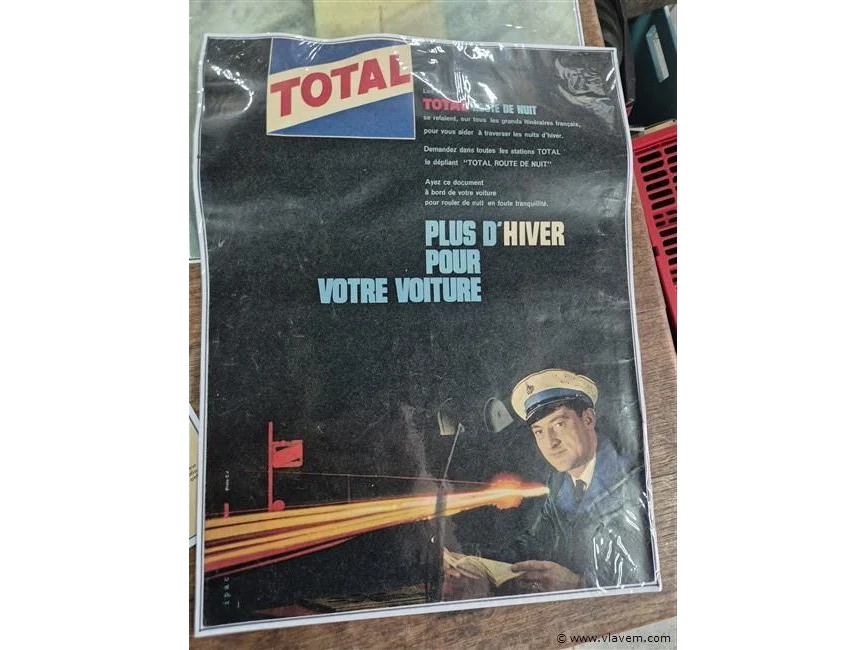 TOTAL
TOTAL ROUTE DE NUIT
se relaient, sur tous les grands itinéraires français,
pour vous aider à traverser les nuits d'hiver.
Demandez dans toutes les stations TOTAL
le dépliant "TOTAL ROUTE DE NUIT"
Ayez ce document
à bord de votre voiture
pour rouler de nuit en toute tranquillité.
PLUS D'HIVER
POUR
VOTRE VOITURE
© www.vlavem.com